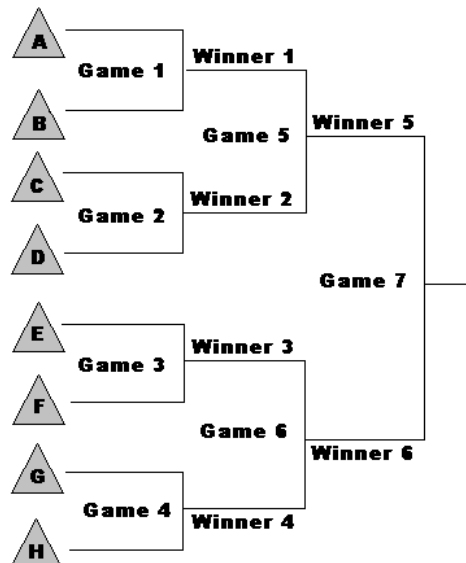 A
Winner 1
Game 1
B
Winner 5
Game 5
C
Winner 2
Game 2
D
Game 7
E
Winner 3
Game 3
F
Game 6
Winner 6
G
Game 4
Winner 4
H